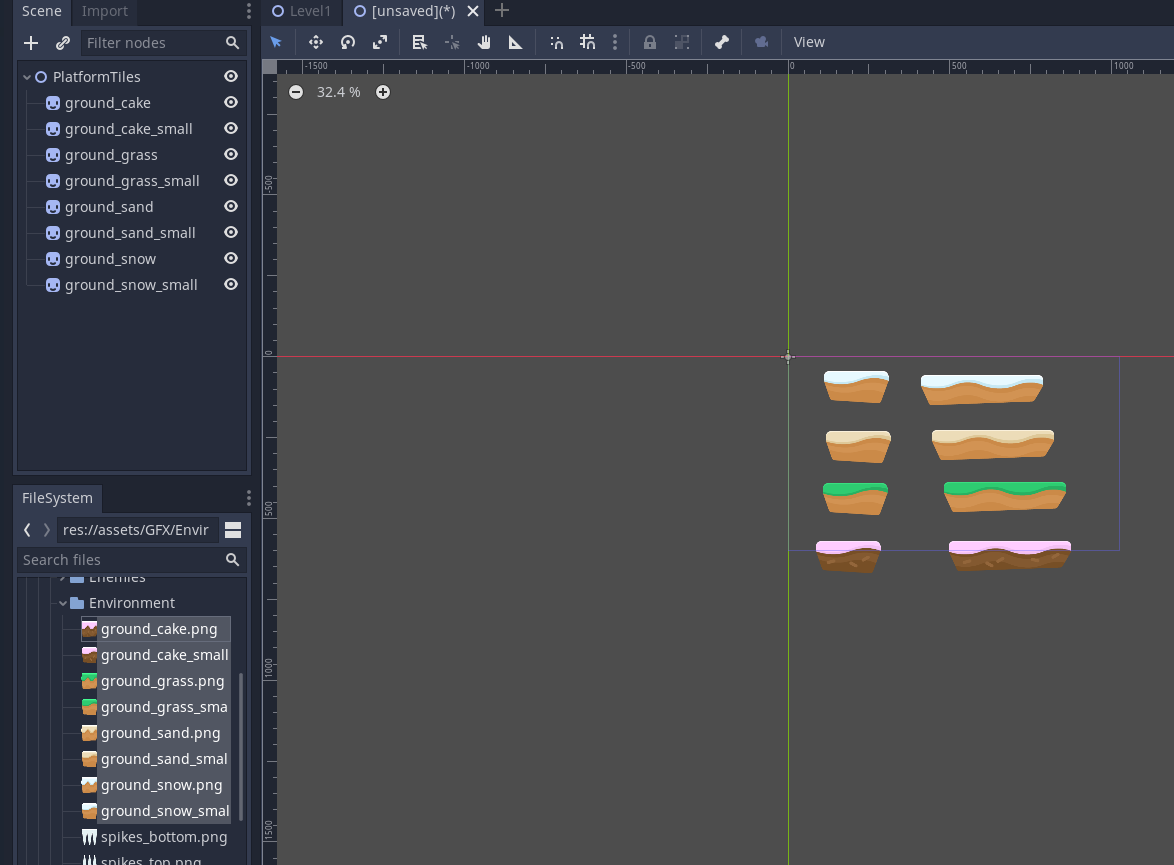 Scene Import
Level1 [unsaved](*)
Filter nodes
View
PlatformTiles
ground_cake
ground_cake_small
ground_grass
ground_grass_small
ground_sand
ground_sand_small
ground_snow
ground_snow_small
-1500 -1000 -500 0 500 1000
32.4 %
-500
0
500
1000
1500
FileSystem
res://assets/GFX/Envir
Search files
Enemies
Environment
ground_cake.png
ground_cake_small
ground_grass.png
ground_grass_sma
ground_sand.png
ground_sand_smal
ground_snow.png
ground_snow_smal
spikes_bottom.png
spikes_top.png